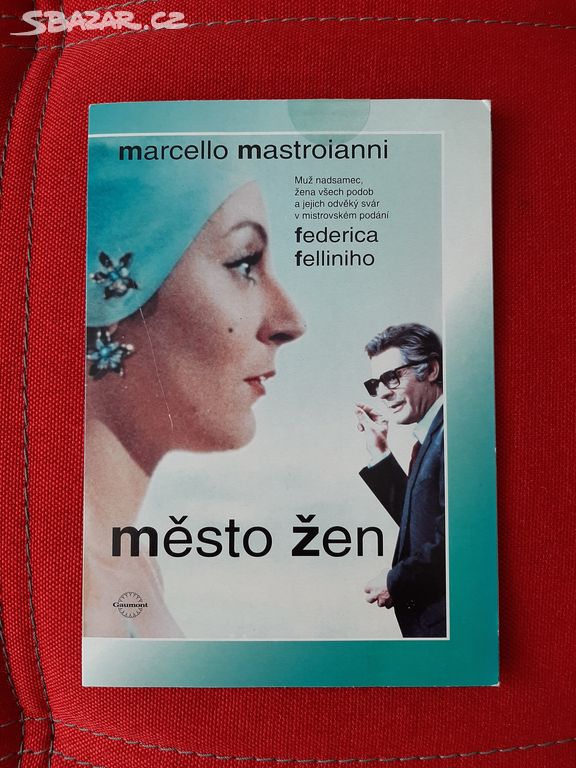 SBAZAR.CZ
marcello mastroianni
Muž nadsamec,
žena všech podob
a jejich odvěký svár
v mistrovském podání
federica
felliniho
město žen
Gaumont